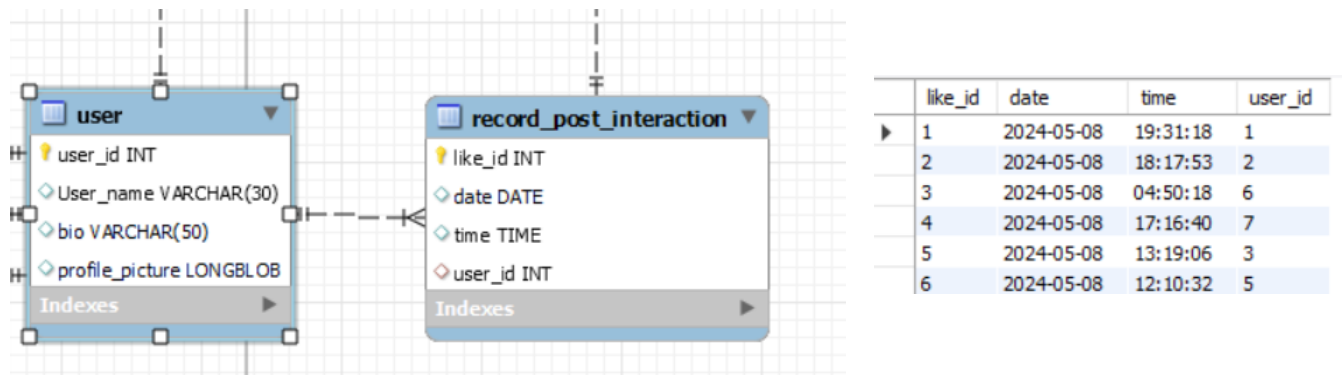 user
user_id INT
User_name VARCHAR(30)
bio VARCHAR(50)
profile_picture LONGBLOB
Indexes
record_post_interaction
like_id INT
date DATE
time TIME
user_id INT
Indexes
like_id date time user_id
1 2024-05-08 19:31:18 1
2 2024-05-08 18:17:53 2
3 2024-05-08 04:50:18 6
4 2024-05-08 17:16:40 7
5 2024-05-08 13:19:06 3
6 2024-05-08 12:10:32 5